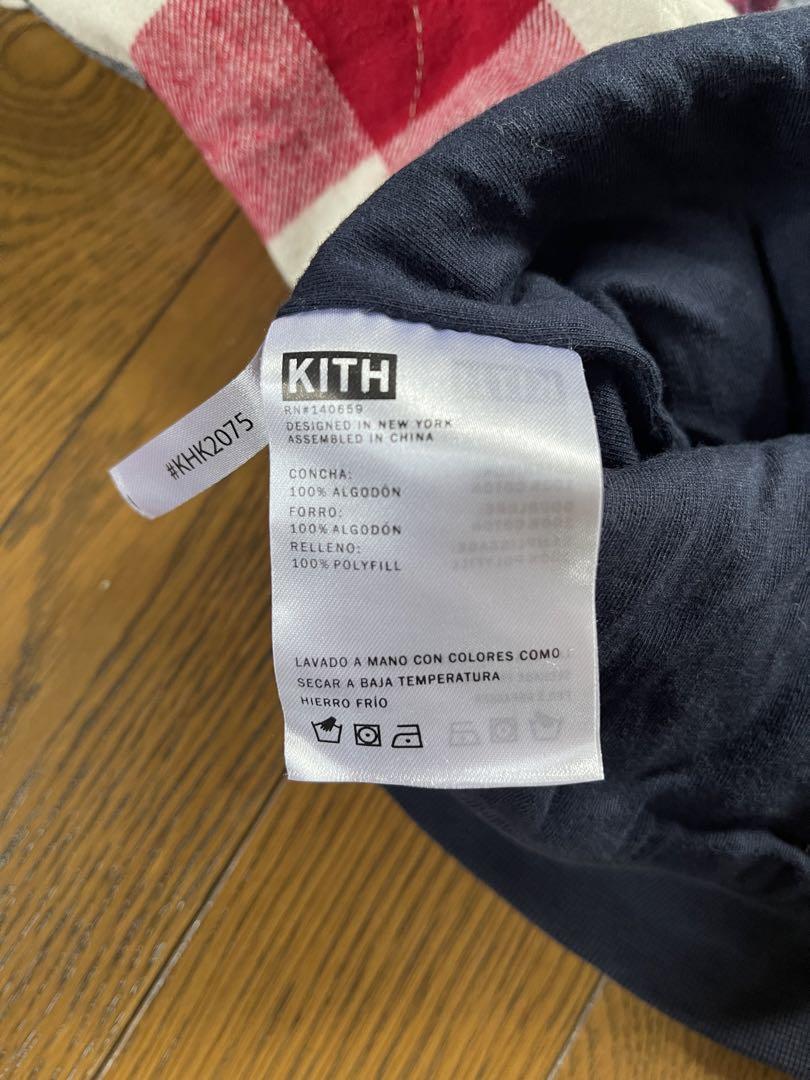 KITH
RN#140659
DESIGNED IN NEW YORK
ASSEMBLED IN CHINA
CONCHA:
100% ALGODÓN
FORRO:
100% ALGODÓN
RELLENO:
100% POLYFILL
LAVADO A MANO CON COLORES COMO
SECAR A BAJA TEMPERATURA
HIERRO FRÍO
#KHK2075